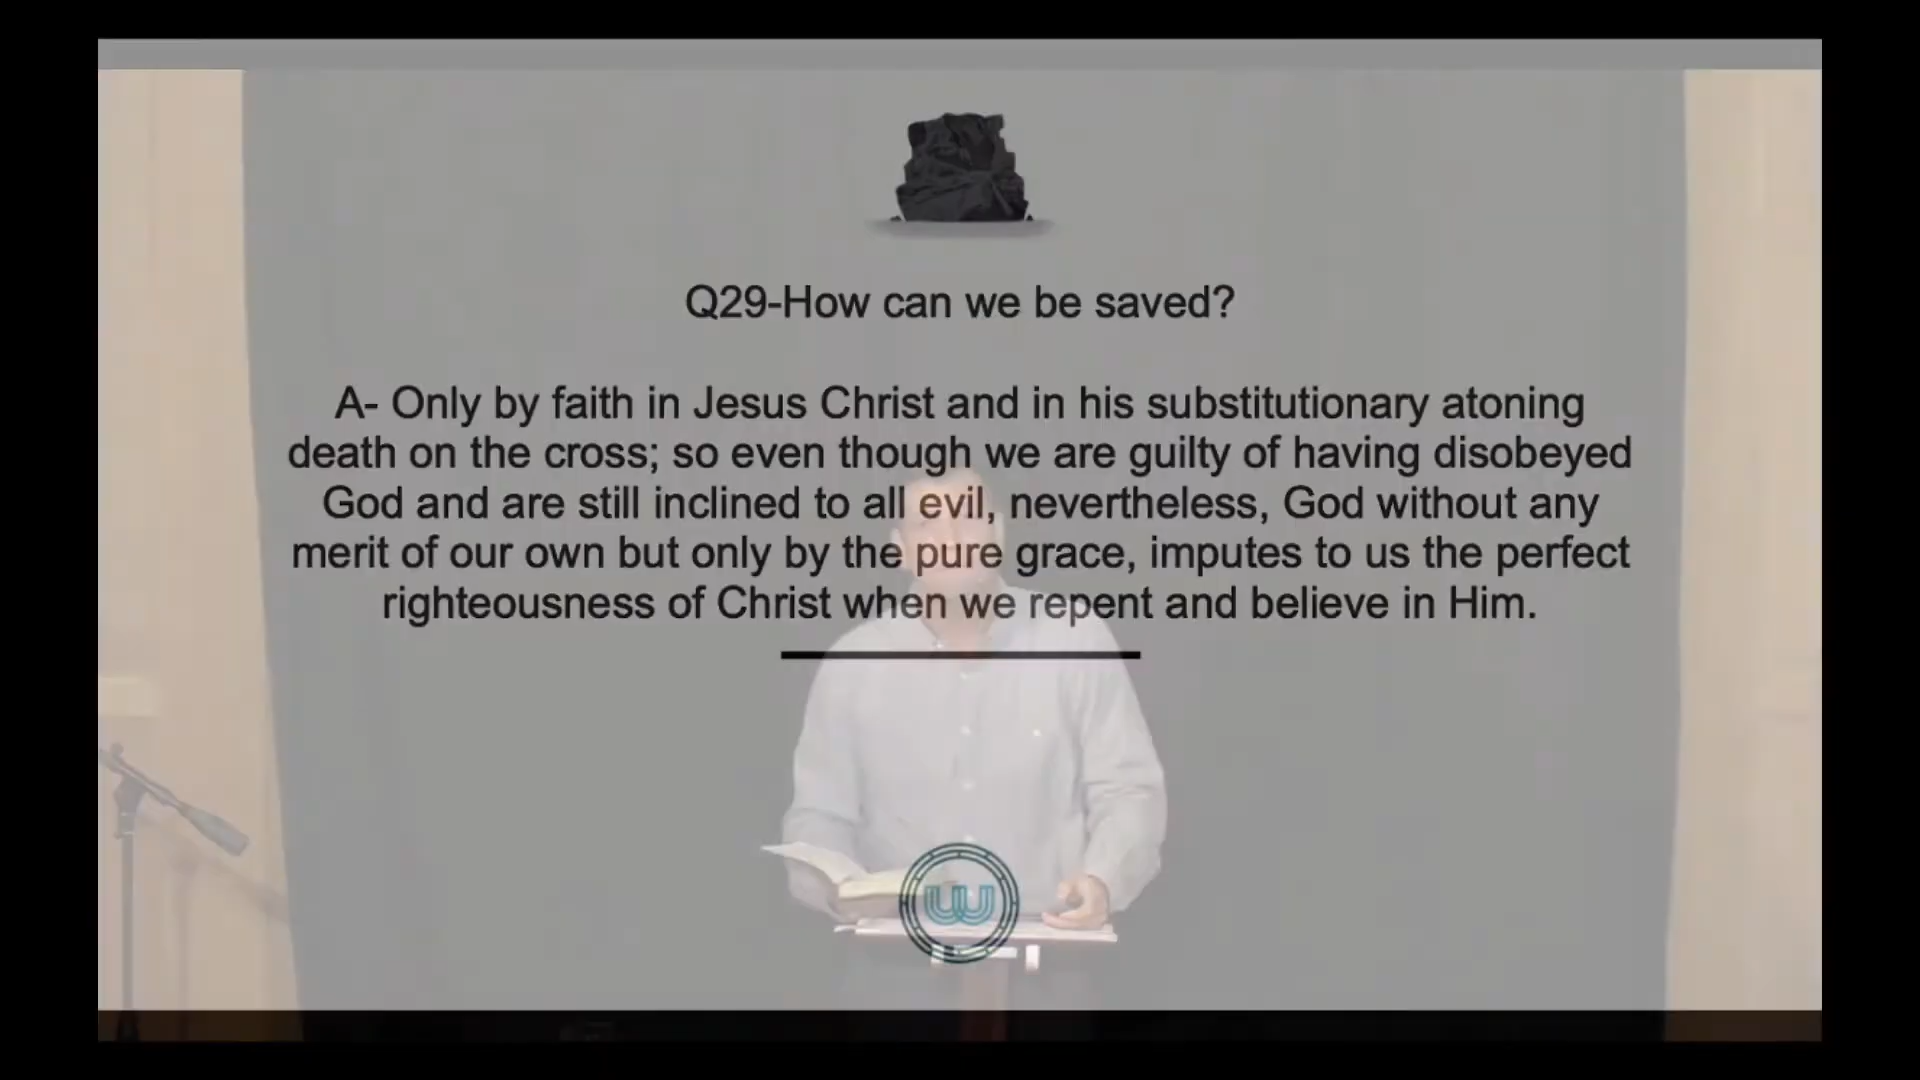 Q29-How can we be saved?
A- Only by faith in Jesus Christ and in his substitutionary atoning
death on the cross; so even though we are guilty of having disobeyed
God and are still inclined to all evil, nevertheless, God without any
merit of our own but only by the pure grace, imputes to us the perfect
righteousness of Christ when we repent and believe in Him.